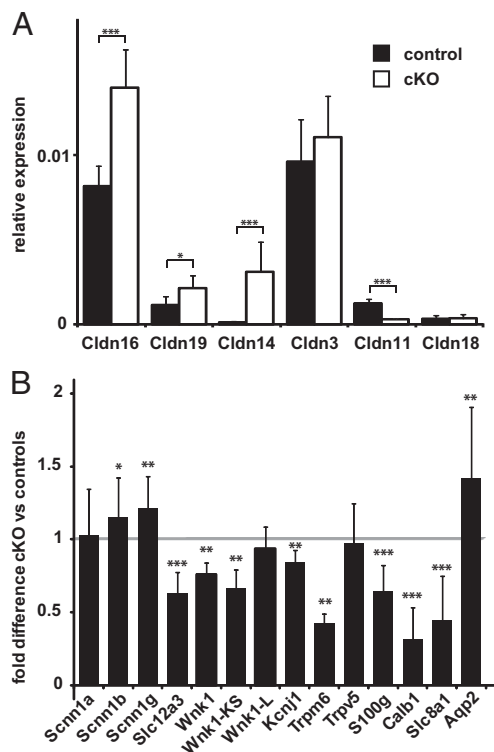 A
***
control
cKO
relative expression
0.01
*
***
***
0
Cldn16 Cldn19 Cldn14 Cldn3 Cldn11 Cldn18
B
fold difference cKO vs controls
2
1.5
1
0.5
0
* ** *** ** ** ** ** *** *** *** **
Scnn1a Scnn1b Scnn1g Slc12a3 Wnk1 Wnk1-KS Wnk1-L Kcnj1 Trpm6 Trpv5 S100g Calb1 Slc8a1 Aqp2